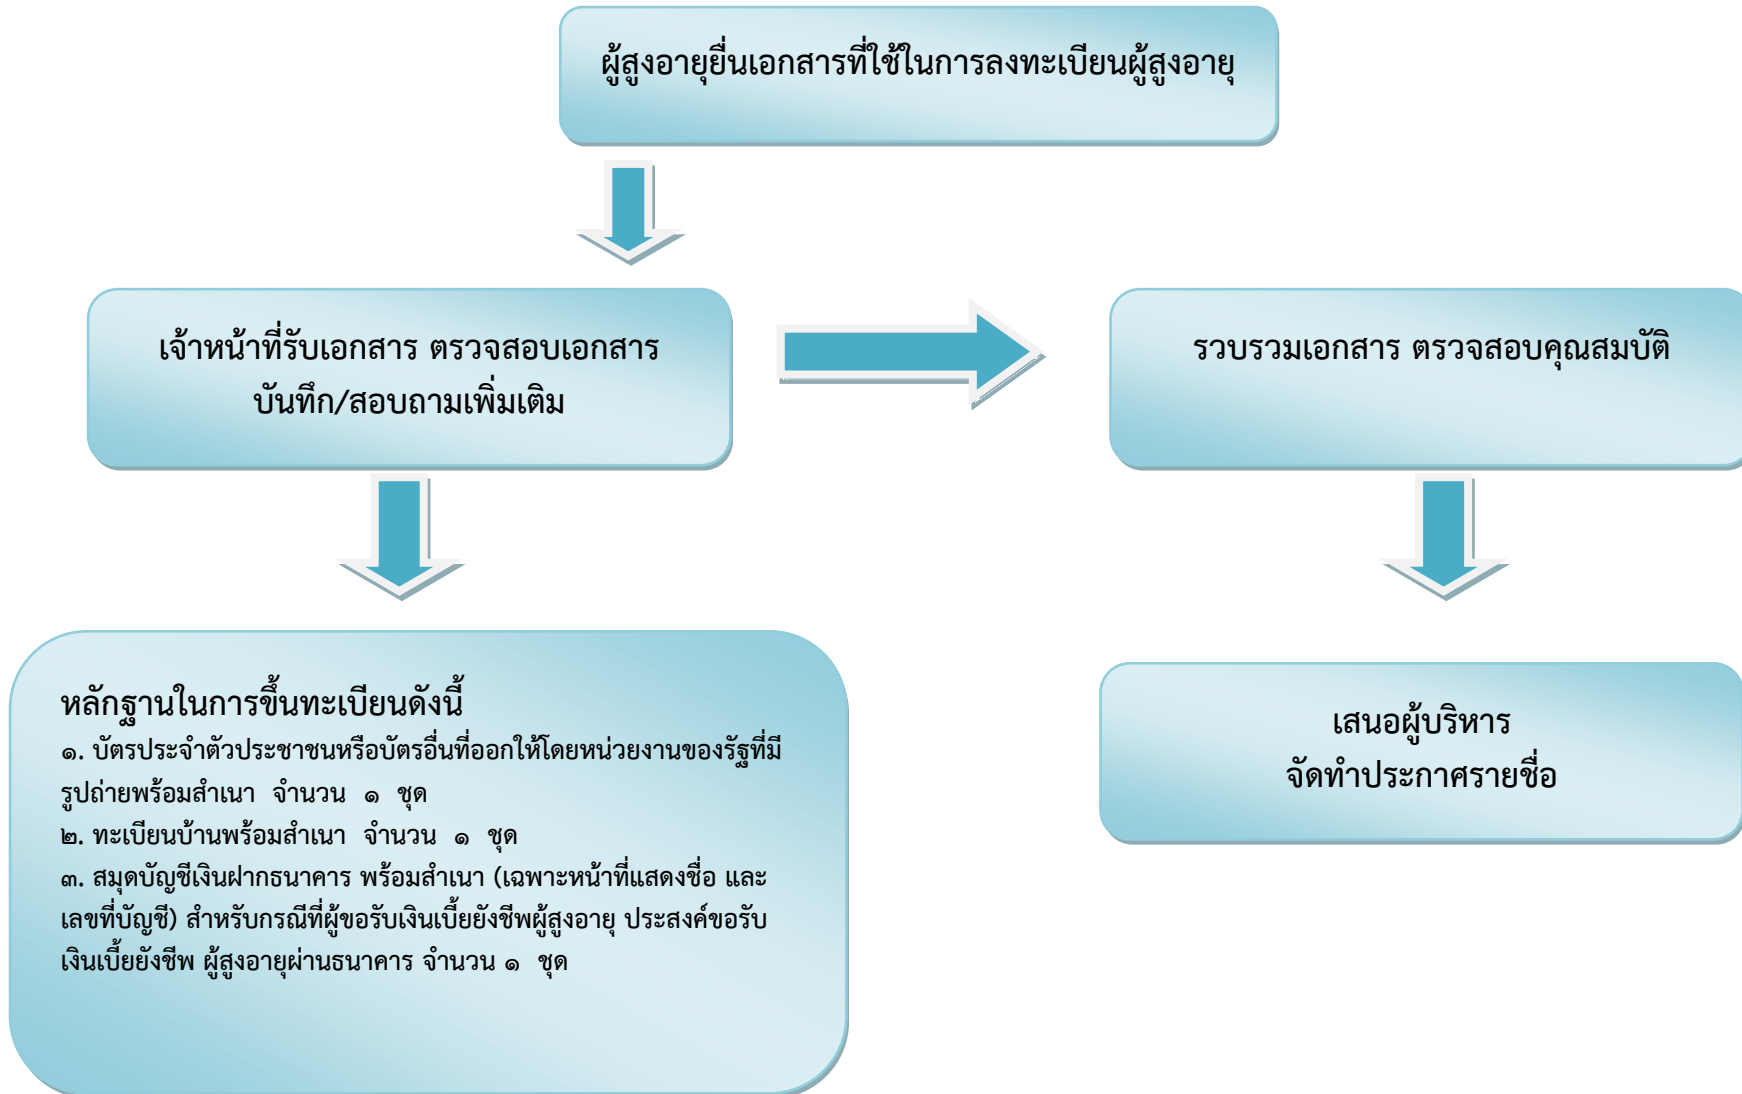 ผู้สูงอายุยื่นเอกสารที่ใช้ในการลงทะเบียนผู้สูงอายุ
เจ้าหน้าที่รับเอกสาร ตรวจสอบเอกสาร
บันทึก/สอบถามเพิ่มเติม
รวบรวมเอกสาร ตรวจสอบคุณสมบัติ
หลักฐานในการขึ้นทะเบียนดังนี้
๑. บัตรประจำตัวประชาชนหรือบัตรอื่นที่ออกให้โดยหน่วยงานของรัฐที่มี
รูปถ่ายพร้อมสำเนา จำนวน ๑ ชุด
๒. ทะเบียนบ้านพร้อมสำเนา จำนวน ๑ ชุด
๓. สมุดบัญชีเงินฝากธนาคาร พร้อมสำเนา (เฉพาะหน้าที่แสดงชื่อ และ
เลขที่บัญชี) สำหรับกรณีที่ผู้ขอรับเงินเบี้ยยังชีพผู้สูงอายุ ประสงค์ขอรับ
เงินเบี้ยยังชีพ ผู้สูงอายุผ่านธนาคาร จำนวน ๑ ชุด
เสนอผู้บริหาร
จัดทำประกาศรายชื่อ